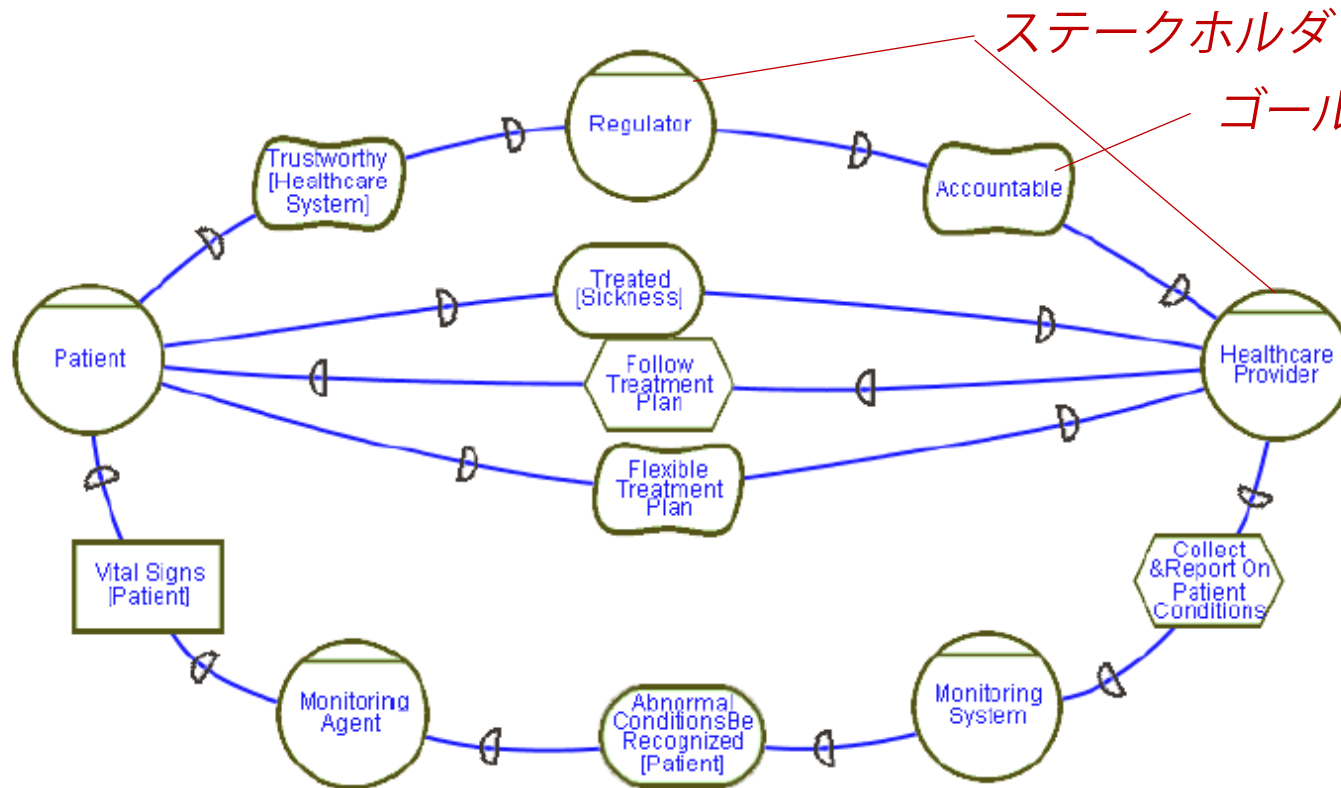 ステークホルダ
ゴール
Regulator
Trustworthy
[Healthcare
System]
Accountable
Treated
[Sickness]
Patient
Follow
Treatment
Plan
Healthcare
Provider
Flexible
Treatment
Plan
Vital Signs
[Patient]
Collect
&Report On
Patient
Conditions
Monitoring
Agent
Abnormal
ConditionsBe
Recognized
[Patient]
Monitoring
System